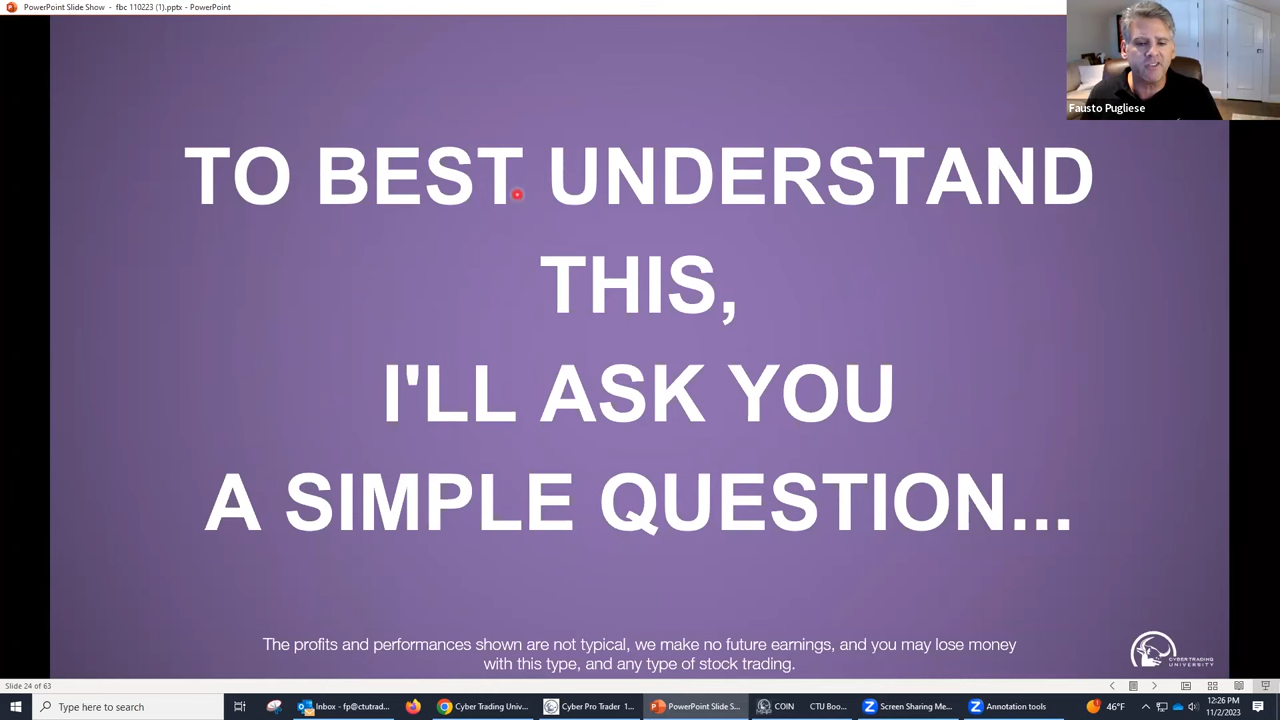 PowerPoint Slide Show - fbc 110223 (1).pptx - PowerPoint
Fausto Pugliese
TO BEST UNDERSTAND
THIS,
I'LL ASK YOU
A SIMPLE QUESTION...
The profits and performances shown are not typical, we make no future earnings, and you may lose money
with this type, and any type of stock trading.
CYBERTRADING
UNIVERSITY
Slide 24 of 63
Type here to search
Inbox - fp@ctutrad...
Cyber Trading Univ...
Cyber Pro Trader 1...
PowerPoint Slide S...
COIN
CTU Boo...
Screen Sharing Me...
Annotation tools
46°F
12:26 PM
11/2/2023